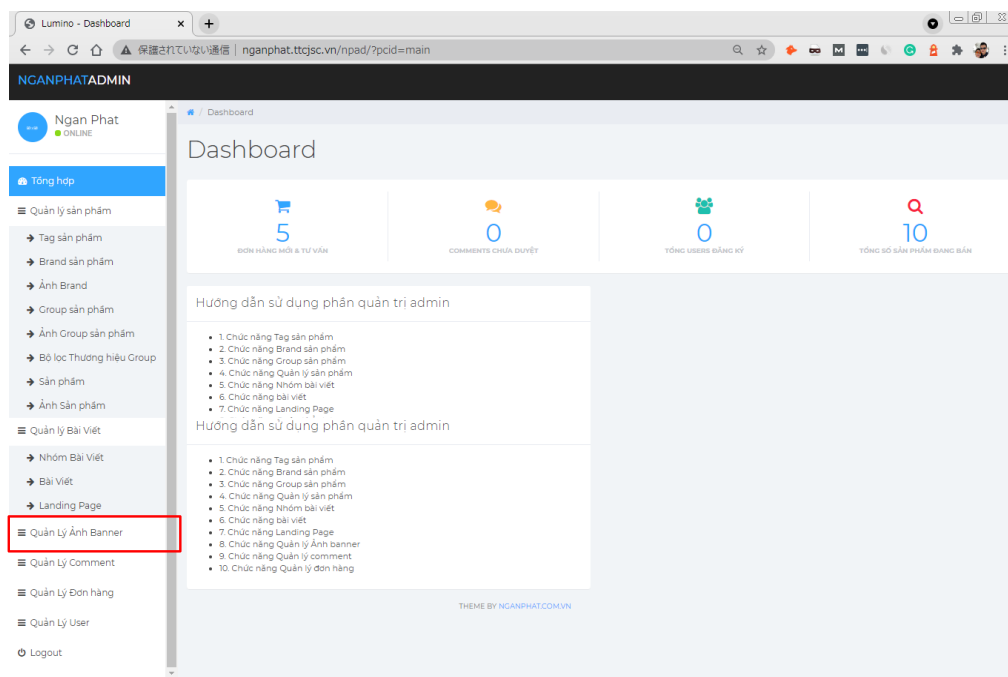 Lumino - Dashboard
保護されていない通信 | nganphat.ttcjsc.vn/npad/?pcid=main
NGANPHATADMIN
Ngan Phat
ONLINE
Tổng hợp
Quản lý sản phẩm
Tag sản phẩm
Brand sản phẩm
Ảnh Brand
Group sản phẩm
Ảnh Group sản phẩm
Bộ lọc Thương hiệu Group
Sản phẩm
Ảnh Sản phẩm
Quản lý Bài Viết
Nhóm Bài Viết
Bài Viết
Landing Page
Quản Lý Ảnh Banner
Quản Lý Comment
Quản Lý Đơn hàng
Quản Lý User
Logout
/ Dashboard
Dashboard
5
ĐƠN HÀNG MỚI & TƯ VẤN
0
COMMENTS CHƯA DUYỆT
0
TỔNG USERS ĐĂNG KÝ
10
TỔNG SỐ SẢN PHẨM ĐANG BÁN
Hướng dẫn sử dụng phần quản trị admin
1. Chức năng Tag sản phẩm
2. Chức năng Brand sản phẩm
3. Chức năng Group sản phẩm
4. Chức năng Quản lý sản phẩm
5. Chức năng Nhóm bài viết
6. Chức năng bài viết
7. Chức năng Landing Page
Hướng dẫn sử dụng phần quản trị admin
1. Chức năng Tag sản phẩm
2. Chức năng Brand sản phẩm
3. Chức năng Group sản phẩm
4. Chức năng Quản lý sản phẩm
5. Chức năng Nhóm bài viết
6. Chức năng bài viết
7. Chức năng Landing Page
8. Chức năng Quản lý Ảnh banner
9. Chức năng Quản lý comment
10. Chức năng Quản lý đơn hàng
THEME BY NGANPHAT.COM.VN